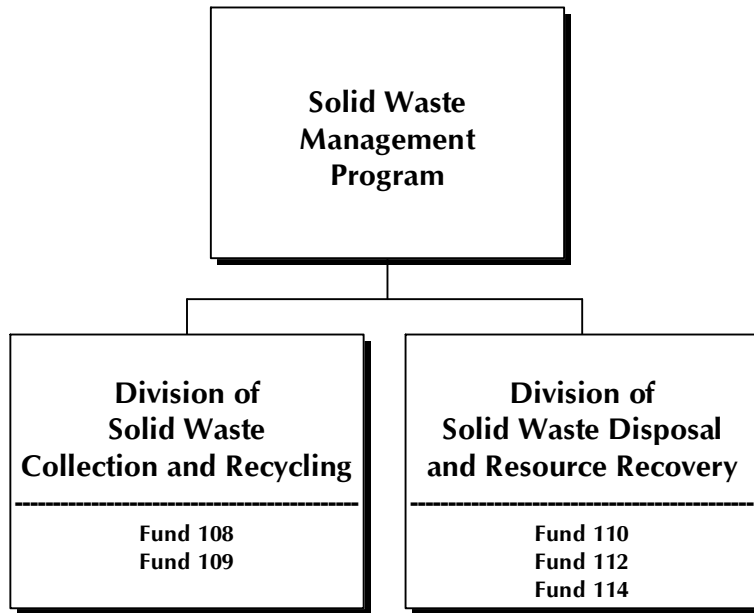 Solid Waste
Management
Program
Division of
Solid Waste
Collection and Recycling
Fund 108
Fund 109
Division of
Solid Waste Disposal
and Resource Recovery
Fund 110
Fund 112
Fund 114